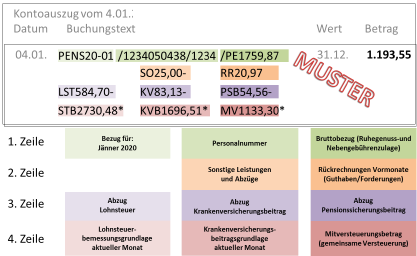 Kontoauszug vom 4.01.
Datum Buchungstext Wert Betrag
04.01. PENS20-01 /1234050438/1234 /PE1759,87 31.12. 1.193,55
SO25,00- RR20,97
LST584,70- KV83,13- PSB54,56-
STB2730,48* KVB1696,51* MV1133,30*
MUSTER
1. Zeile
Bezug für:
Jänner 2020
Personalnummer
Bruttobezug (Ruhegenuss-und
Nebengebührenzulage)
2. Zeile
Sonstige Leistungen
und Abzüge
Rückrechnungen Vormonate
(Guthaben/Forderungen)
3. Zeile
Abzug
Lohnsteuer
Abzug
Krankenversicherungsbeitrag
Abzug
Pensionssicherungsbeitrag
4. Zeile
Lohnsteuer-
bemessungsgrundlage
aktueller Monat
Krankenversicherungs-
beitragsgrundlage
aktueller Monat
Mitversteuerungsbetrag
(gemeinsame Versteuerung)